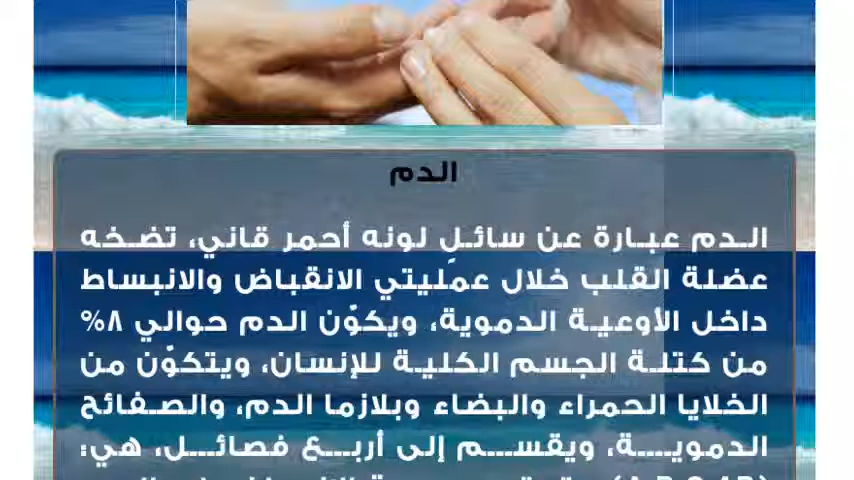 الدم
الدم عبارة عن سائلٍ لونه أحمر قاني، تضخه
عضلة القلب خلال عمليتي الانقباض والانبساط
داخل الأوعية الدموية، ويكوّن الدم حوالي ٨%
من كتلة الجسم الكلية للإنسان، ويتكوّن من
الخلايا الحمراء والبضاء وبلازما الدم، والصفائح
الدموية، ويقسم إلى أربع فصائل، هي: